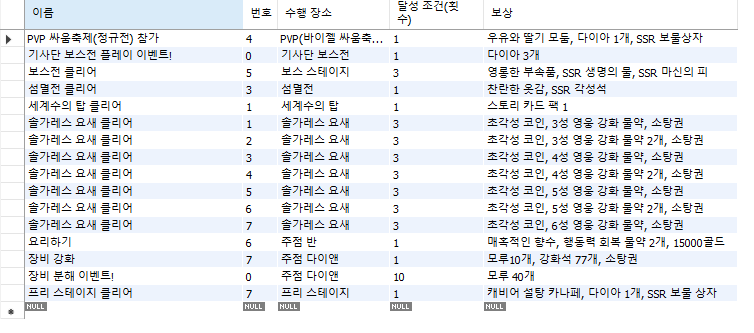 이름 번호 수행 장소 달성 조건(횟수) 보상
PVP 싸움축제(정규전) 참가 4 PVP(바이젤 싸움축... 1 우유와 딸기 모둠, 다이아 1개, SSR 보물상자
기사단 보스전 플레이 이벤트! 0 기사단 보스전 1 다이아 3개
보스전 클리어 5 보스 스테이지 3 영롱한 부속품, SSR 생명의 물, SSR 마신의 피
섬멸전 클리어 3 섬멸전 1 찬란한 옷감, SSR 각성석
세계수의 탑 클리어 1 세계수의 탑 1 스토리 카드 팩 1
솔가레스 요새 클리어 1 솔가레스 요새 3 초각성 코인, 3성 영웅 강화 물약, 소탕권
솔가레스 요새 클리어 2 솔가레스 요새 3 초각성 코인, 3성 영웅 강화 물약 2개, 소탕권
솔가레스 요새 클리어 3 솔가레스 요새 3 초각성 코인, 4성 영웅 강화 물약, 소탕권
솔가레스 요새 클리어 4 솔가레스 요새 3 초각성 코인, 4성 영웅 강화 물약 2개, 소탕권
솔가레스 요새 클리어 5 솔가레스 요새 3 초각성 코인, 5성 영웅 강화 물약, 소탕권
솔가레스 요새 클리어 6 솔가레스 요새 3 초각성 코인, 5성 영웅 강화 물약 2개, 소탕권
솔가레스 요새 클리어 7 솔가레스 요새 3 초각성 코인, 6성 영웅 강화 물약, 소탕권
요리하기 6 주점 반 1 매혹적인 향수, 행동력 회복 물약 2개, 15000골드
장비 강화 7 주점 다이앤 1 모루10개, 강화석 77개, 소탕권
장비 분해 이벤트! 0 주점 다이앤 10 모루 40개
프리 스테이지 클리어 7 프리 스테이지 1 캐비어 설탕 카나페, 다이아 1개, SSR 보물 상자
NULL NULL NULL NULL NULL